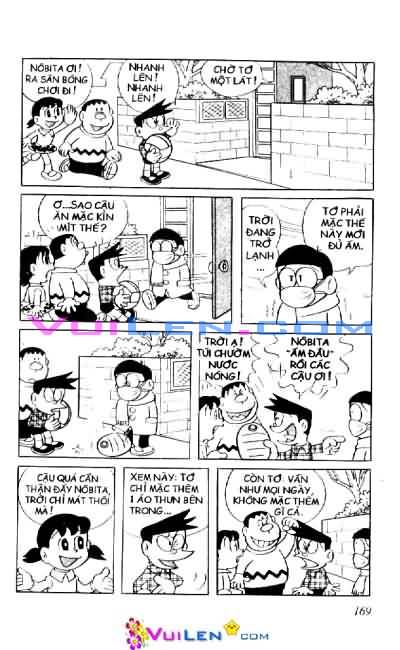 NÔBITA ƠI!
RA SÂN BÓNG
CHƠI ĐI!
NHANH
LÊN!
NHANH
LÊN!
CHỜ TỚ
MỘT LÁT!
Ơ...SAO CẬU
ĂN MẶC KÍN
MÍT THẾ?
TRỜI
ĐANG
TRỞ
LẠNH
...
TỚ PHẢI
MẶC THẾ
NÀY MỚI
ĐỦ ẤM.
VUILEN.COM
TRỜI Ạ!
TÚI CHƯỜM
NƯỚC
NÓNG!
NÔBITA
"ẤM ĐẦU"
RỒI CÁC
CẬU ƠI!
CẬU QUÁ CẨN
THẬN ĐẤY NÔBITA,
TRỜI CHỈ MÁT THÔI
MÀ!
XEM NÀY: TỚ
CHỈ MẶC THÊM
1 ÁO THUN BÊN
TRONG...
CÒN TỚ: VẪN
NHƯ MỌI NGÀY,
KHÔNG MẶC THÊM
GÌ CẢ.
169
VUILEN.COM